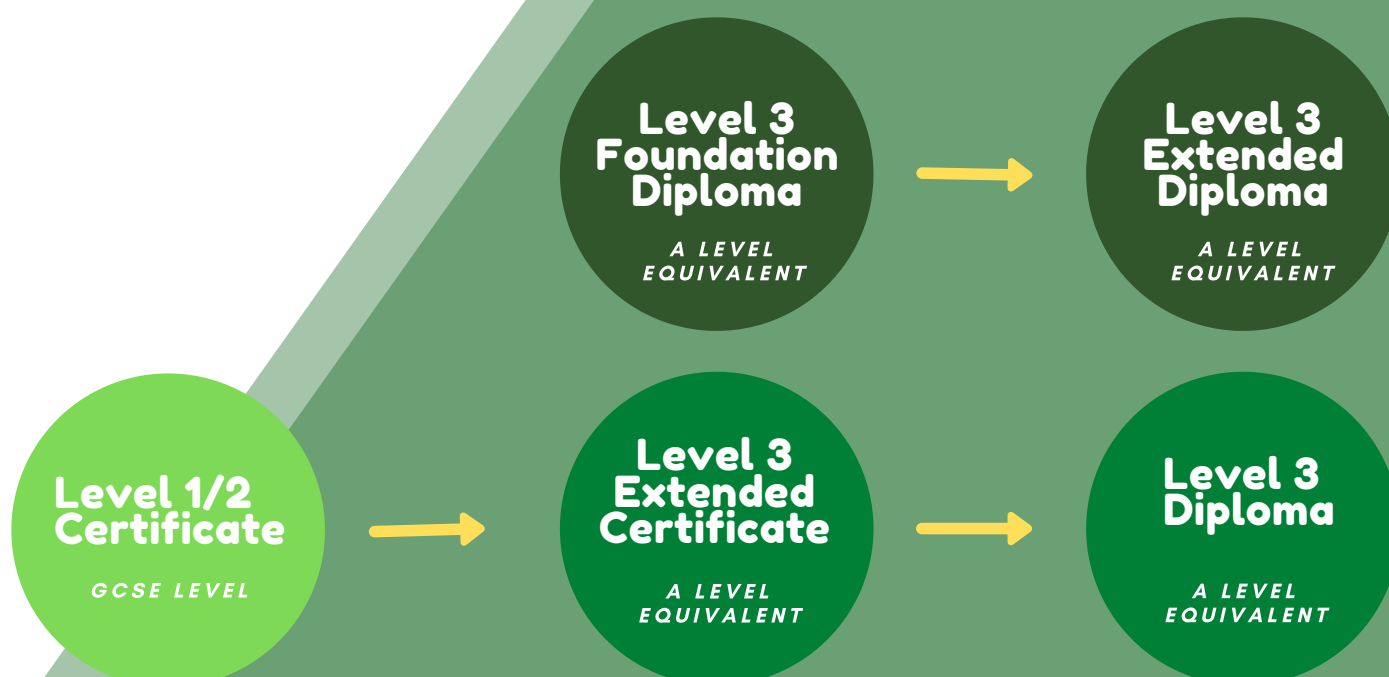 Level 3
Foundation
Diploma
A LEVEL
EQUIVALENT
Level 3
Extended
Diploma
A LEVEL
EQUIVALENT
Level 1/2
Certificate
GCSE LEVEL
Level 3
Extended
Certificate
A LEVEL
EQUIVALENT
Level 3
Diploma
A LEVEL
EQUIVALENT